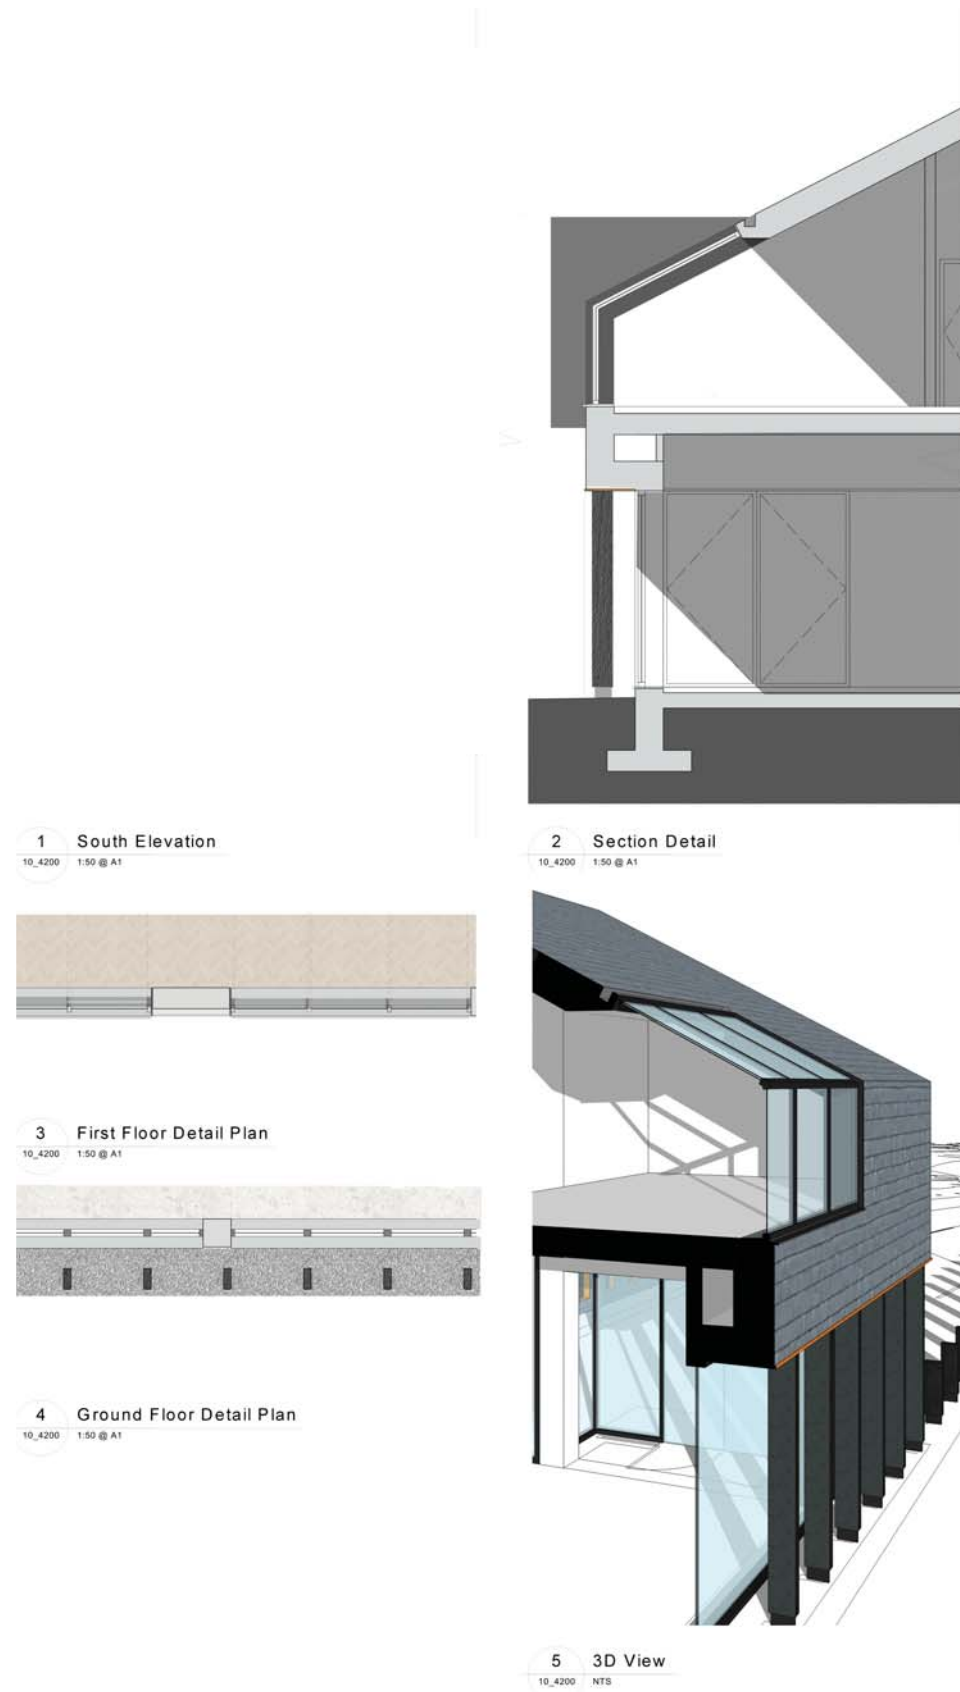 1 South Elevation
10_4200 1:50 @ A1
2 Section Detail
10_4200 1:50 @ A1
3 First Floor Detail Plan
10_4200 1:50 @ A1
4 Ground Floor Detail Plan
10_4200 1:50 @ A1
5 3D View
10_4200 NTS